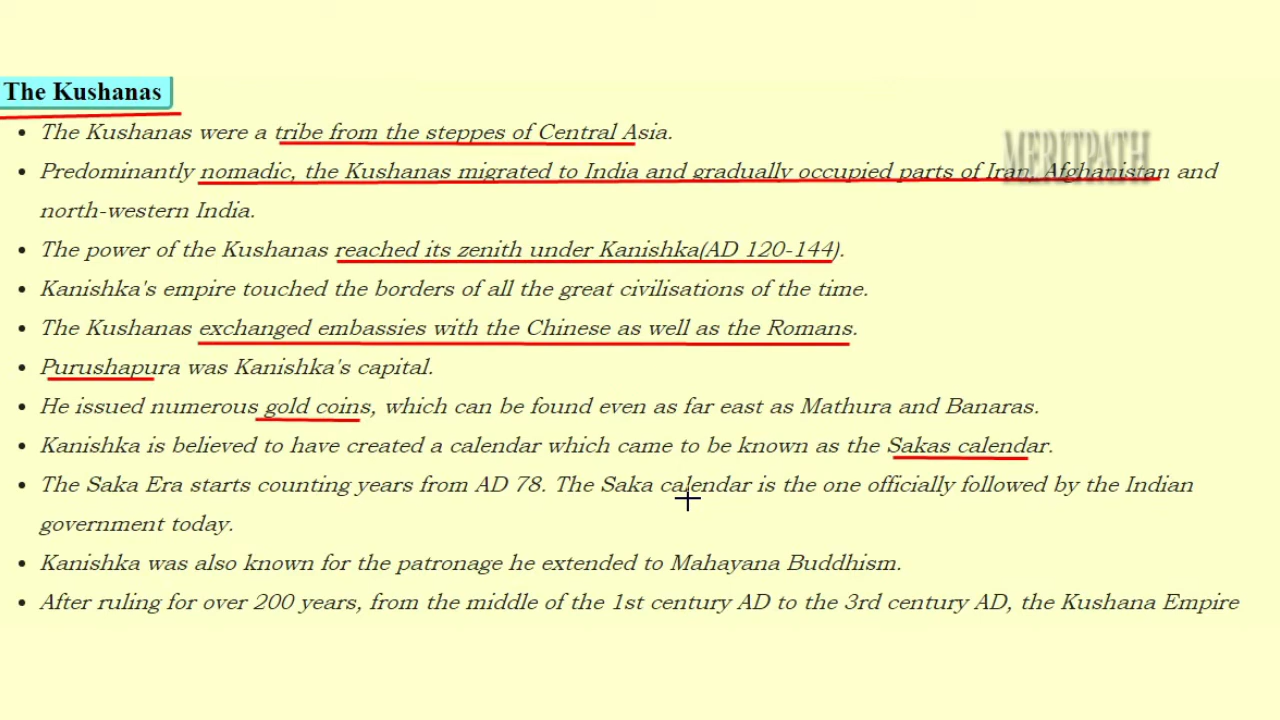 The Kushanas
• The Kushanas were a tribe from the steppes of Central Asia.
MERITPATH
• Predominantly nomadic, the Kushanas migrated to India and gradually occupied parts of Iran, Afghanistan and
north-western India.
• The power of the Kushanas reached its zenith under Kanishka(AD 120-144).
• Kanishka's empire touched the borders of all the great civilisations of the time.
• The Kushanas exchanged embassies with the Chinese as well as the Romans.
• Purushapura was Kanishka's capital.
• He issued numerous gold coins, which can be found even as far east as Mathura and Banaras.
• Kanishka is believed to have created a calendar which came to be known as the Sakas calendar.
• The Saka Era starts counting years from AD 78. The Saka calendar is the one officially followed by the Indian
government today.
• Kanishka was also known for the patronage he extended to Mahayana Buddhism.
• After ruling for over 200 years, from the middle of the 1st century AD to the 3rd century AD, the Kushana Empire